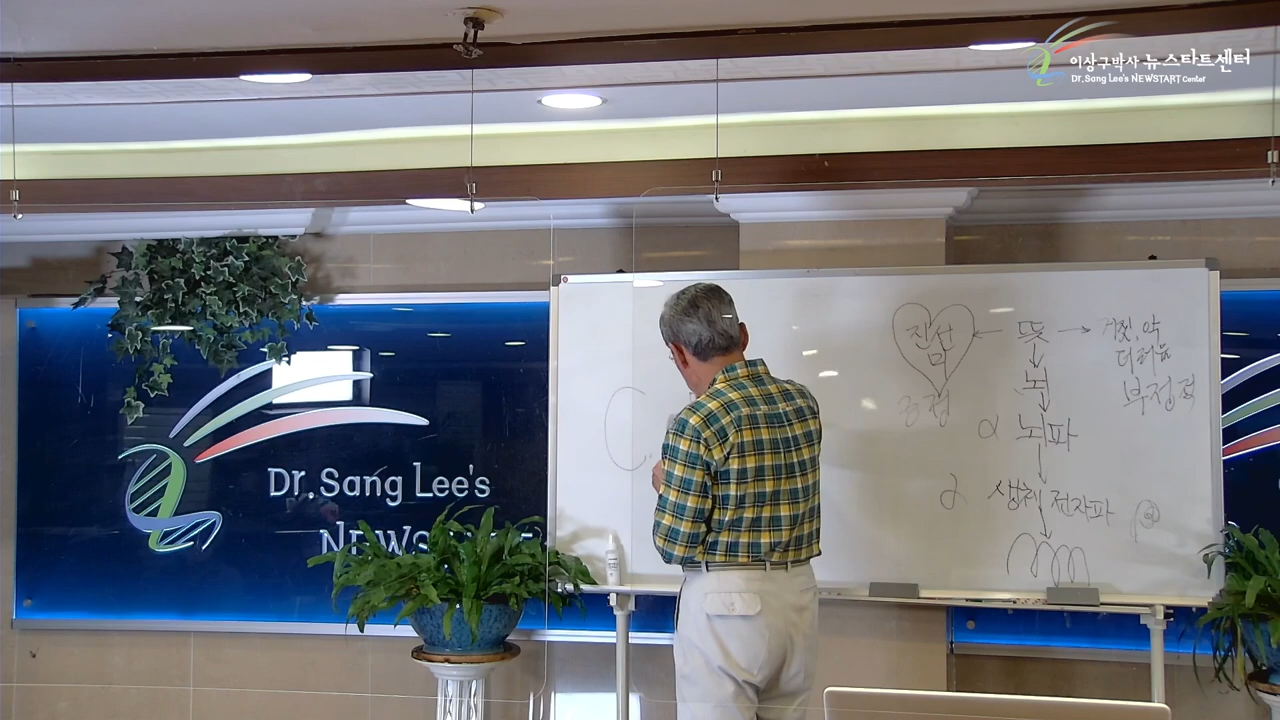 이상구박사 뉴스타트센터
Dr. Sang Lee's NEWSTART Center
Dr. Sang Lee's
진선
미
뜻
거짓, 악
더러움
부정적
뇌
α 뇌파
생체 전자파
C